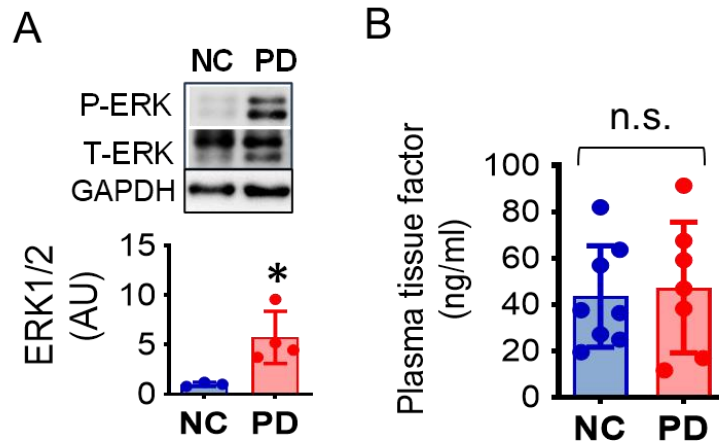 A
NC PD
P-ERK
T-ERK
GAPDH
ERK1/2
(AU)
15
10
5
0
*
NC PD
B
n.s.
Plasma tissue factor
(ng/ml)
100
80
60
40
20
0
NC PD